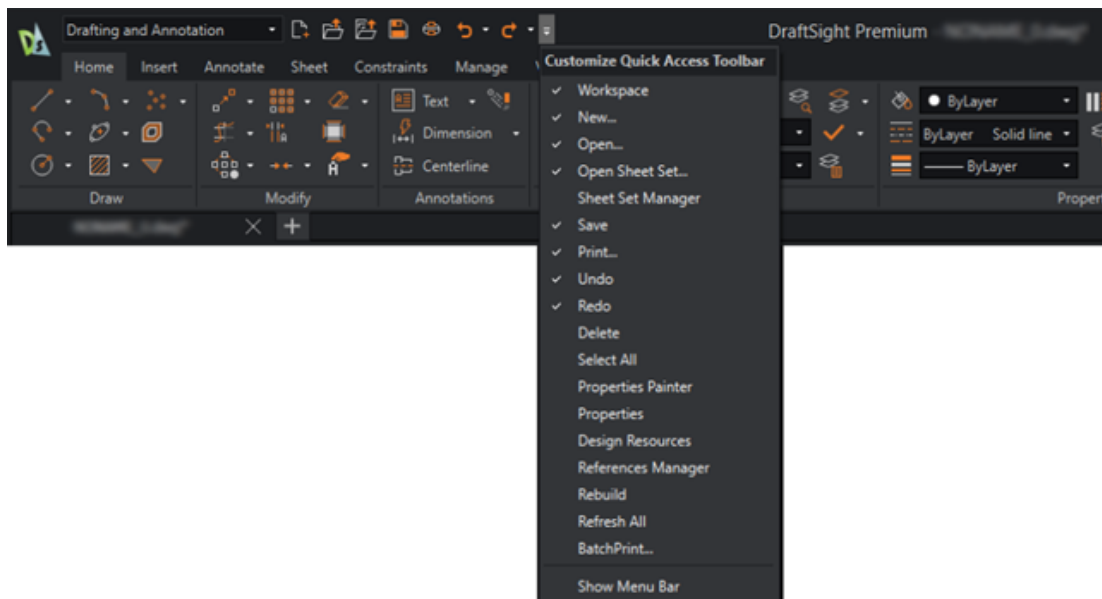 Drafting and Annotation
DraftSight Premium
Home Insert Annotate Sheet Constraints Manage
Customize Quick Access Toolbar
Workspace
New...
Open...
Open Sheet Set...
Sheet Set Manager
Save
Print...
Undo
Redo
Delete
Select All
Properties Painter
Properties
Design Resources
References Manager
Rebuild
Refresh All
BatchPrint...
Show Menu Bar
Text
Dimension
Centerline
ByLayer
ByLayer Solid line
ByLayer
Draw Modify Annotations
Proper